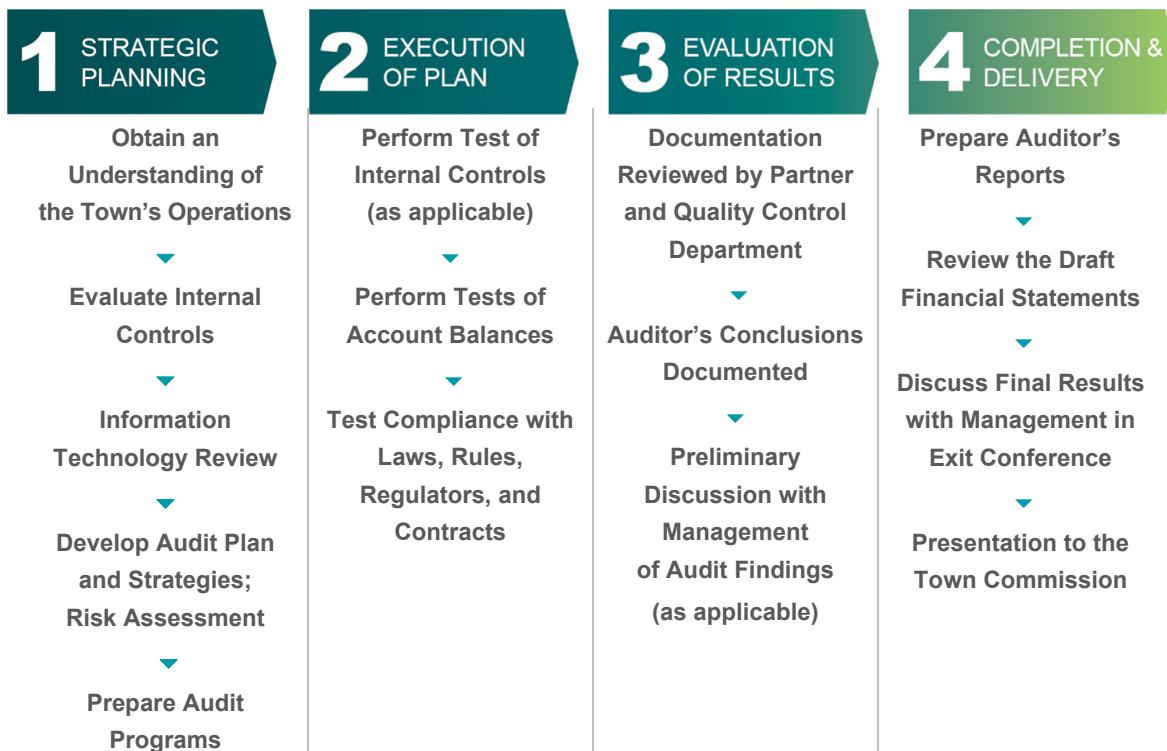 1 STRATEGIC
PLANNING
Obtain an
Understanding of
the Town's Operations
Evaluate Internal
Controls
Information
Technology Review
Develop Audit Plan
and Strategies;
Risk Assessment
Prepare Audit
Programs
2 EXECUTION
OF PLAN
Perform Test of
Internal Controls
(as applicable)
Perform Tests of
Account Balances
Test Compliance with
Laws, Rules,
Regulators, and
Contracts
3 EVALUATION
OF RESULTS
Documentation
Reviewed by Partner
and Quality Control
Department
Auditor's Conclusions
Documented
Preliminary
Discussion with
Management
of Audit Findings
(as applicable)
4 COMPLETION &
DELIVERY
Prepare Auditor's
Reports
Review the Draft
Financial Statements
Discuss Final Results
with Management in
Exit Conference
Presentation to the
Town Commission